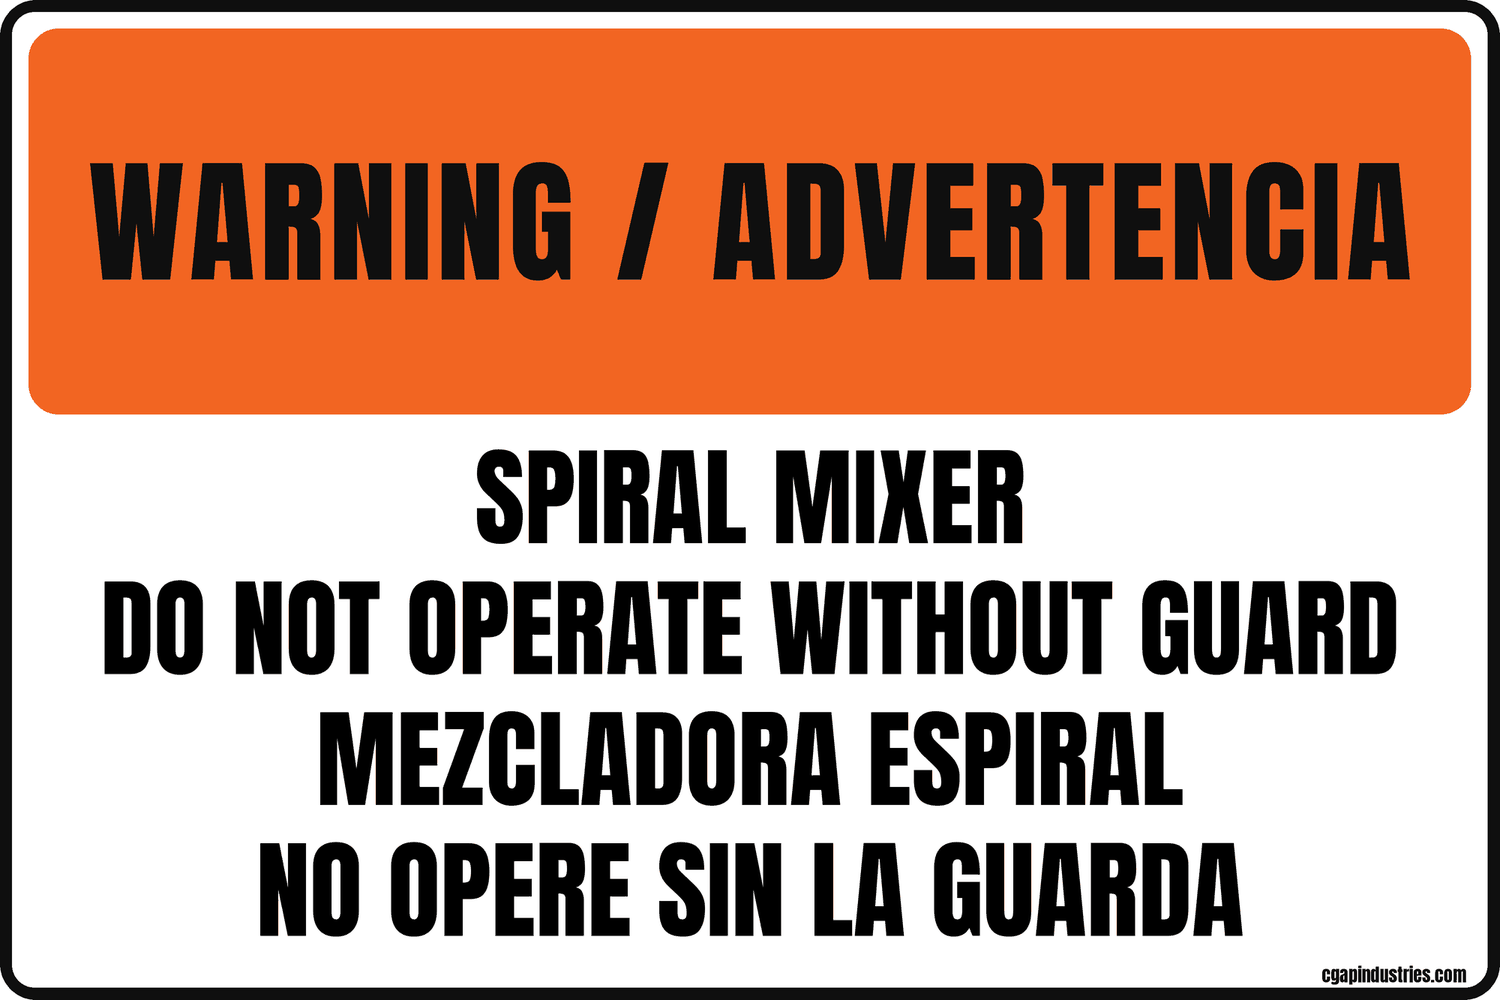 WARNING / ADVERTENCIA
SPIRAL MIXER
DO NOT OPERATE WITHOUT GUARD
MEZCLADORA ESPIRAL
NO OPERE SIN LA GUARDA
cgapindustries.com